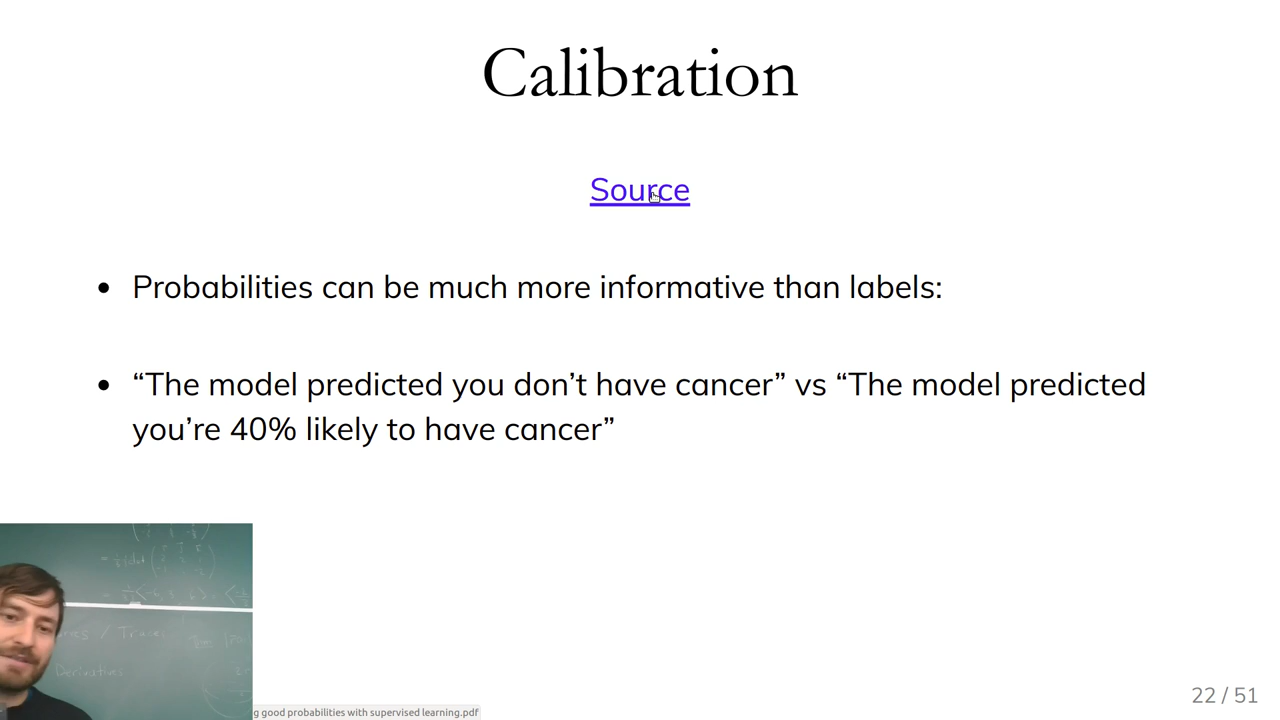 Calibration
Source
• Probabilities can be much more informative than labels:
• “The model predicted you don’t have cancer” vs “The model predicted
you’re 40% likely to have cancer”
Derivatives
g good probabilities with supervised learning.pdf
22 / 51